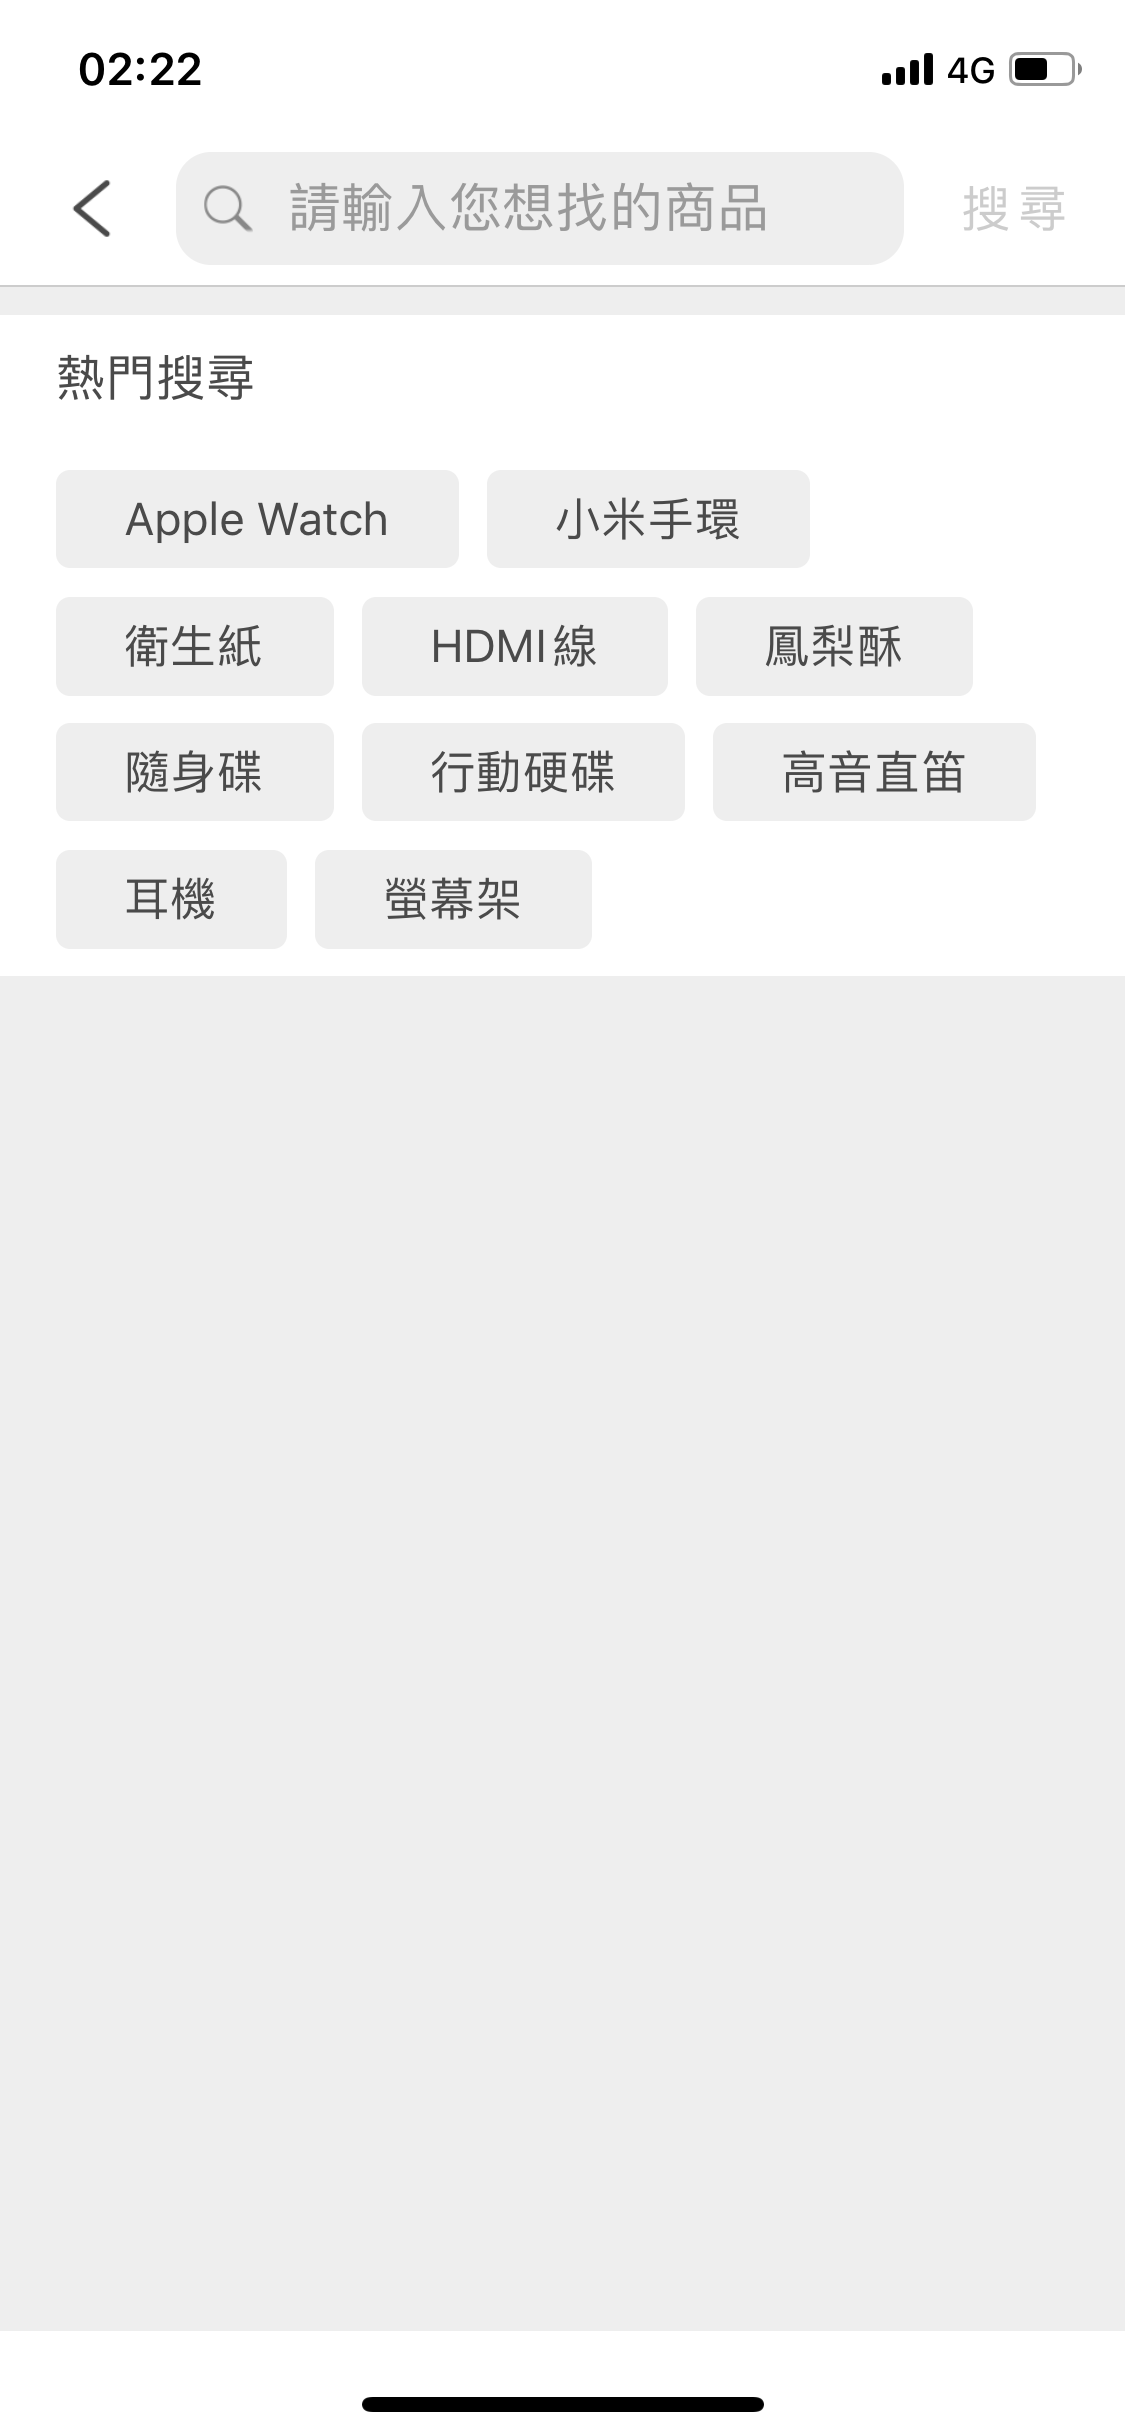 02:22 4G
請輸入您想找的商品 搜尋
熱門搜尋
Apple Watch 小米手環
衛生紙 HDMI線 鳳梨酥
隨身碟 行動硬碟 高音直笛
耳機 螢幕架